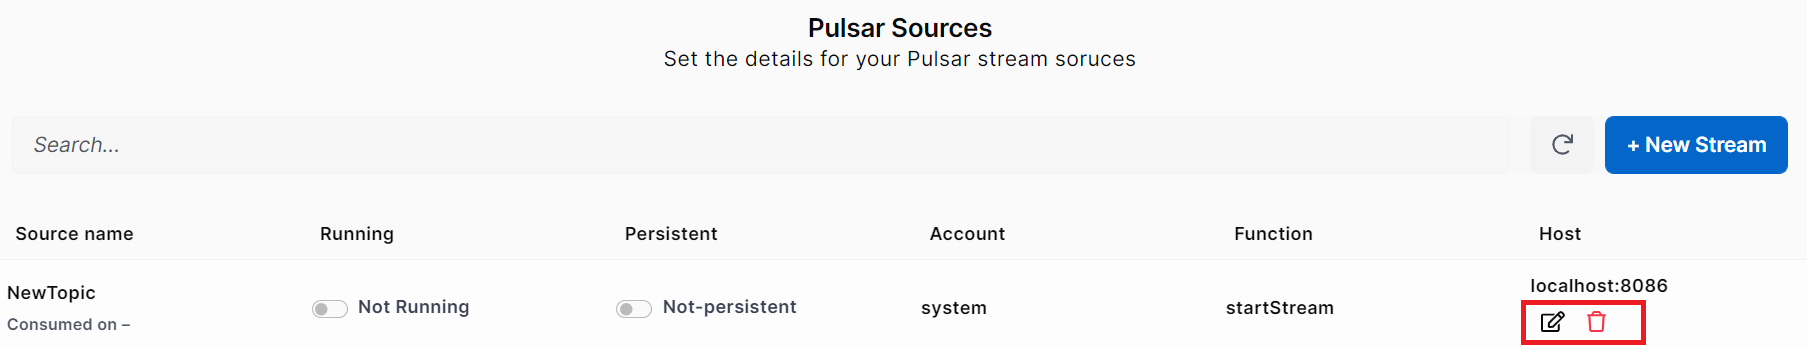 Pulsar Sources
Set the details for your Pulsar stream soruces
Search...
+ New Stream
Source name Running Persistent Account Function Host
NewTopic
Consumed on –
Not Running
Not-persistent
system
startStream
localhost:8086